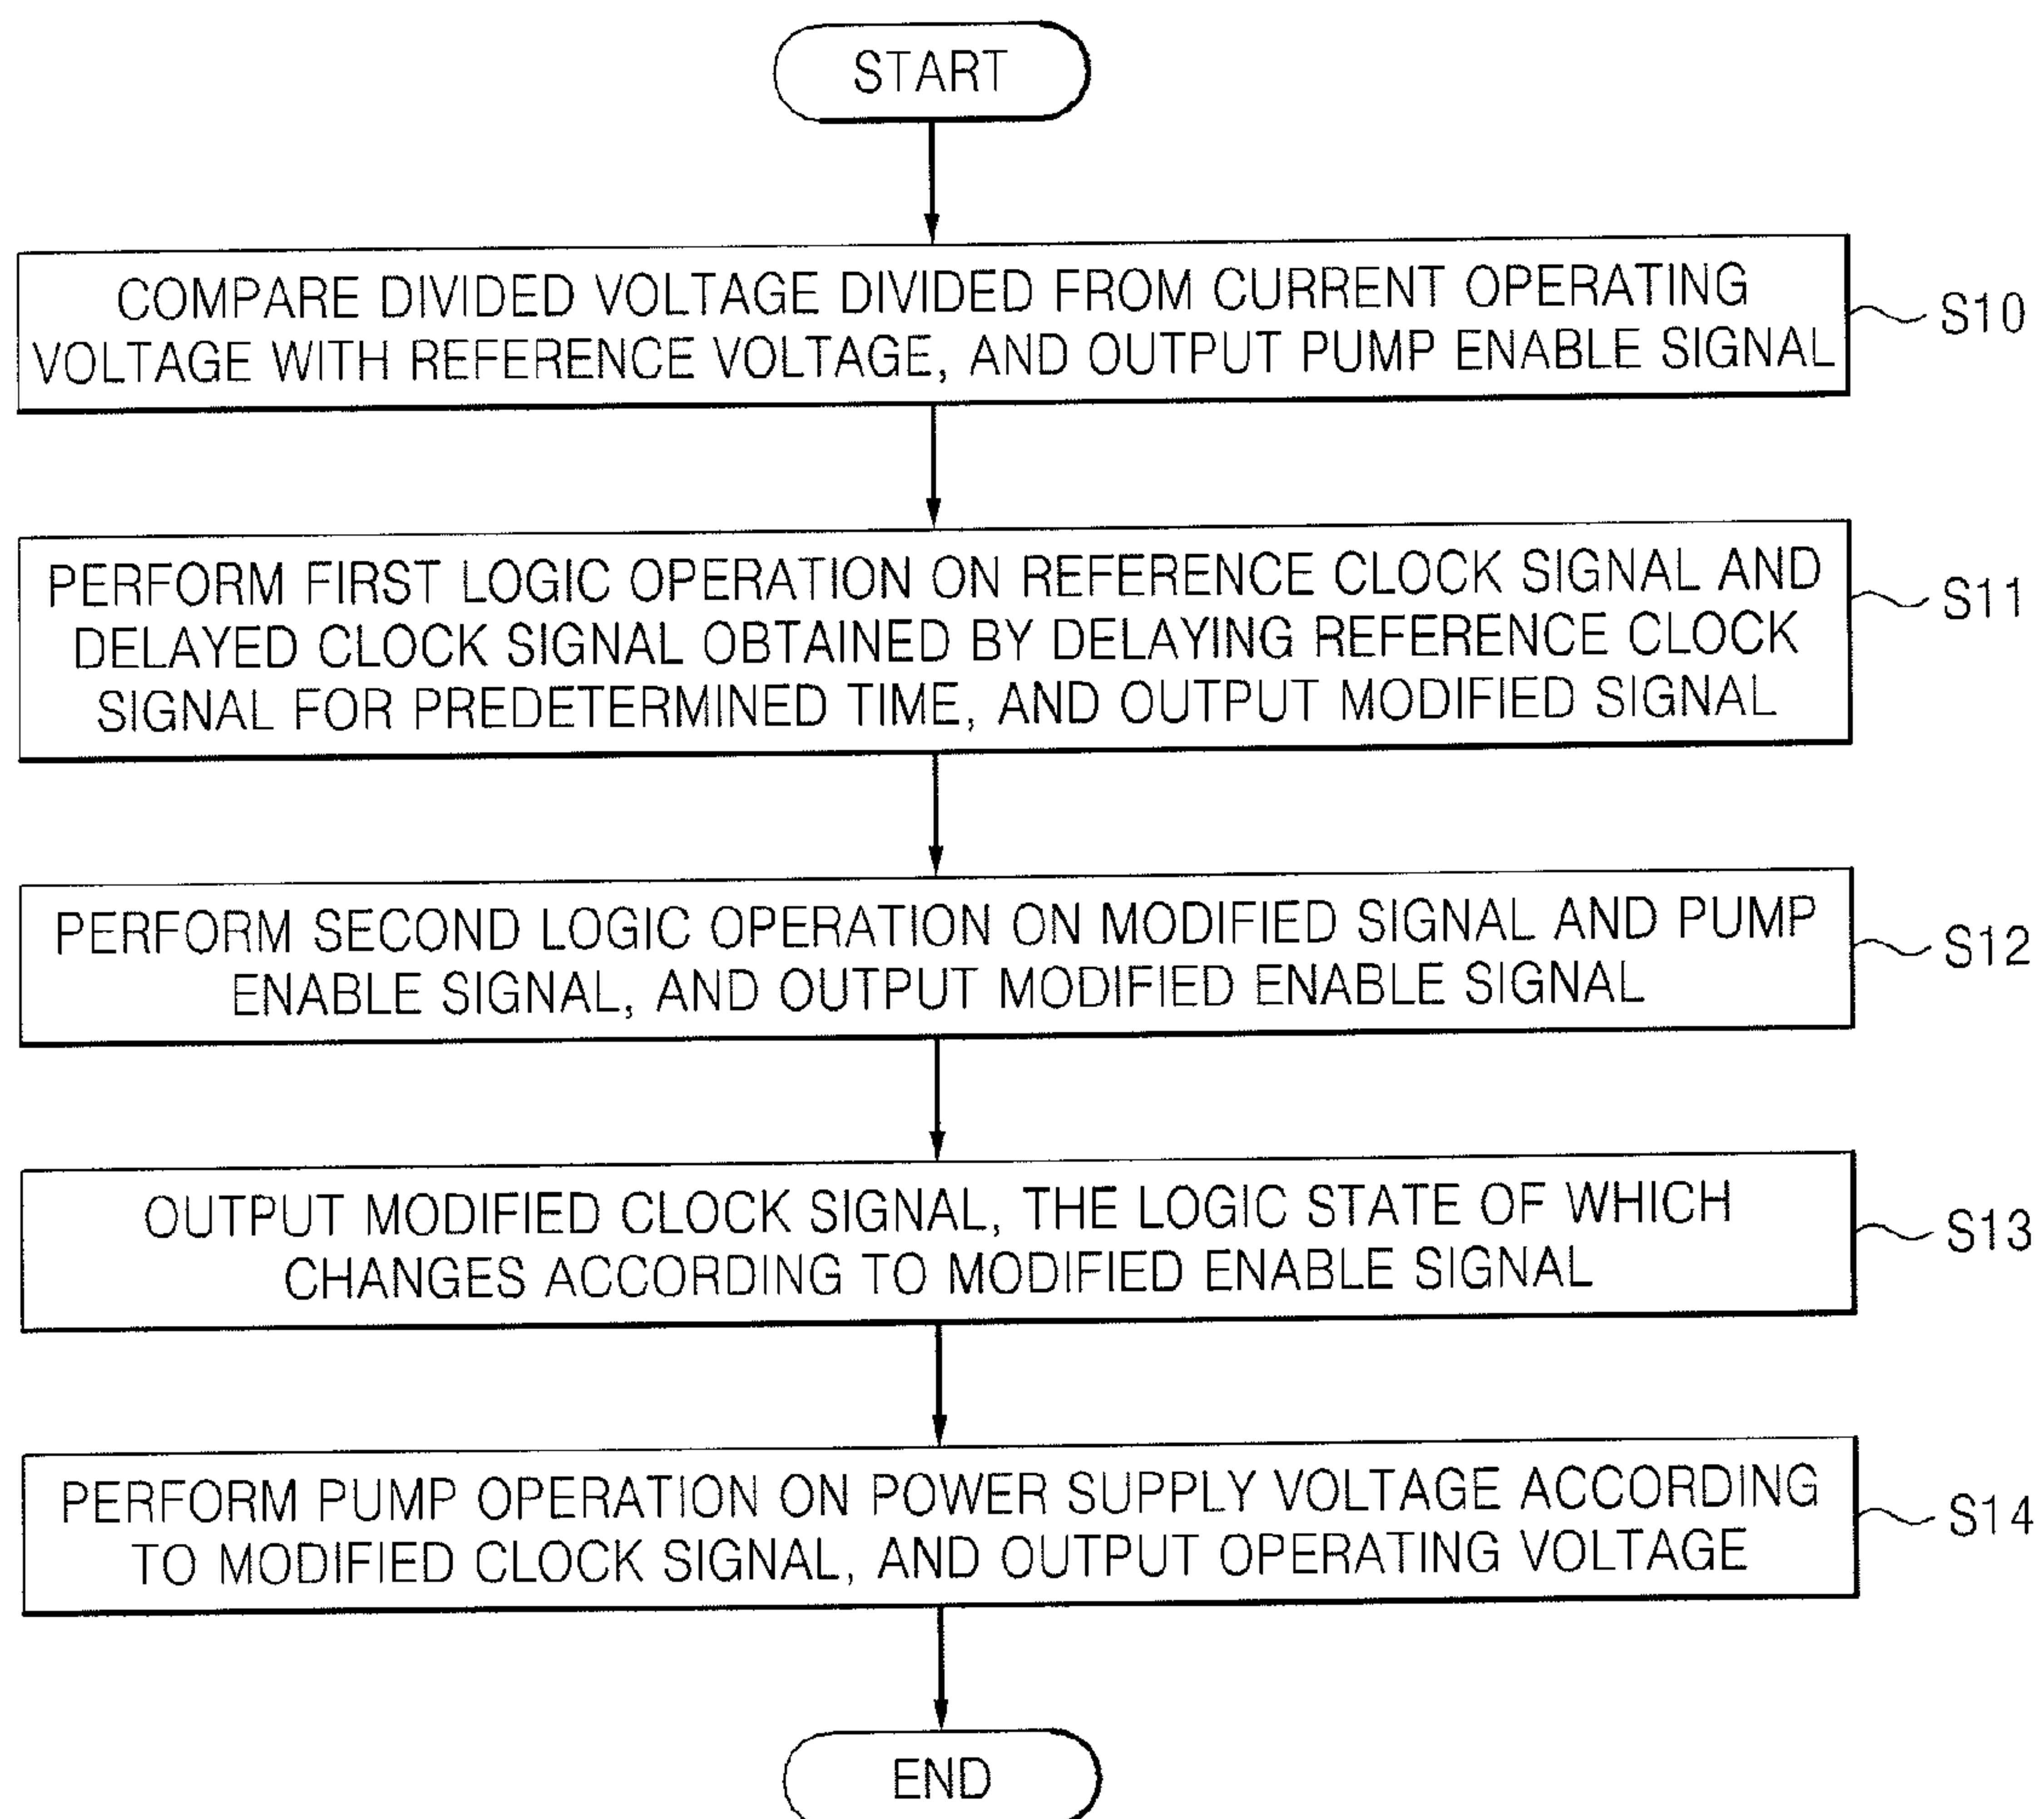 START
COMPARE DIVIDED VOLTAGE DIVIDED FROM CURRENT OPERATING
VOLTAGE WITH REFERENCE VOLTAGE, AND OUTPUT PUMP ENABLE SIGNAL
S10
PERFORM FIRST LOGIC OPERATION ON REFERENCE CLOCK SIGNAL AND
DELAYED CLOCK SIGNAL OBTAINED BY DELAYING REFERENCE CLOCK
SIGNAL FOR PREDETERMINED TIME, AND OUTPUT MODIFIED SIGNAL
S11
PERFORM SECOND LOGIC OPERATION ON MODIFIED SIGNAL AND PUMP
ENABLE SIGNAL, AND OUTPUT MODIFIED ENABLE SIGNAL
S12
OUTPUT MODIFIED CLOCK SIGNAL, THE LOGIC STATE OF WHICH
CHANGES ACCORDING TO MODIFIED ENABLE SIGNAL
S13
PERFORM PUMP OPERATION ON POWER SUPPLY VOLTAGE ACCORDING
TO MODIFIED CLOCK SIGNAL, AND OUTPUT OPERATING VOLTAGE
S14
END